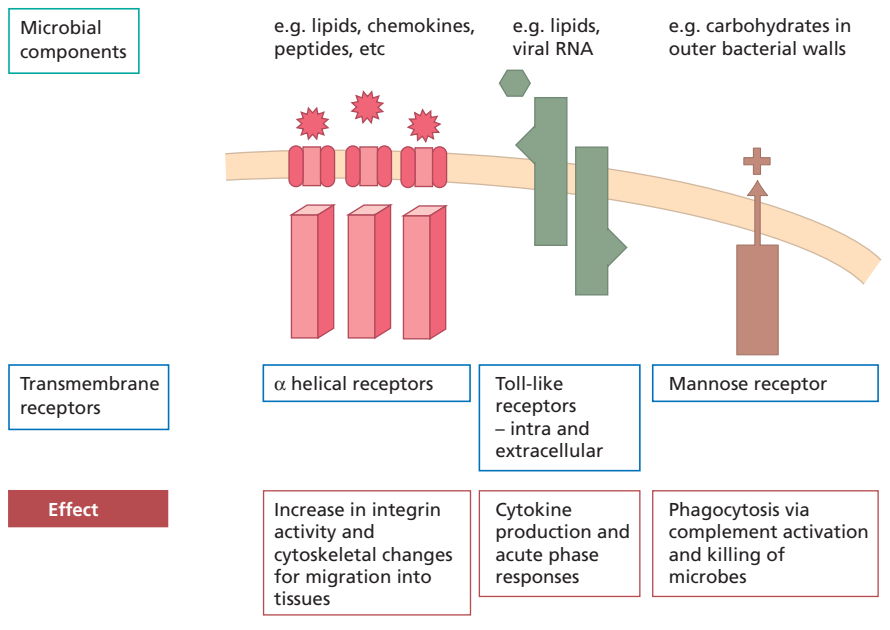 Microbial
components
e.g. lipids, chemokines,
peptides, etc
e.g. lipids,
viral RNA
e.g. carbohydrates in
outer bacterial walls
Transmembrane
receptors
α helical receptors
Toll-like
receptors
– intra and
extracellular
Mannose receptor
Effect
Increase in integrin
activity and
cytoskeletal changes
for migration into
tissues
Cytokine
production and
acute phase
responses
Phagocytosis via
complement activation
and killing of
microbes